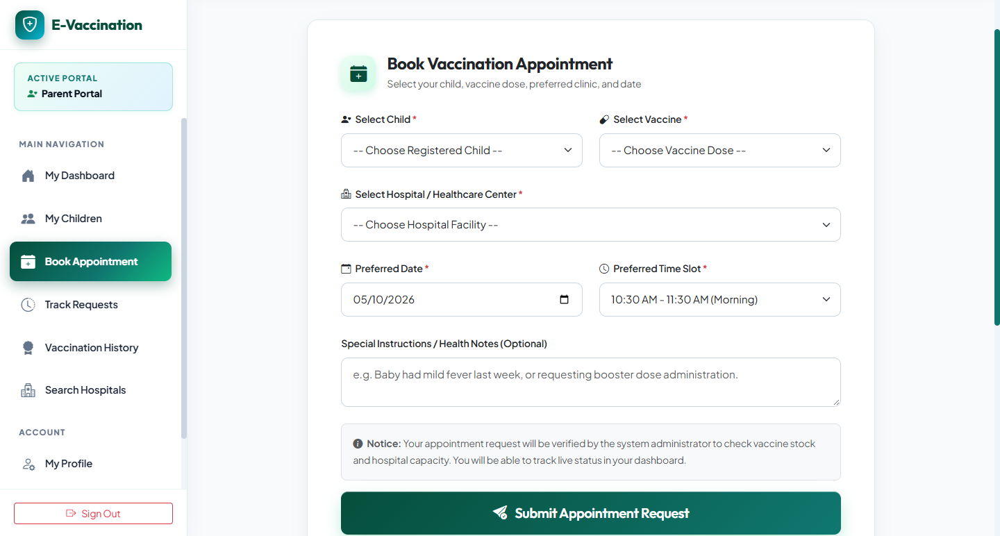 E-Vaccination
ACTIVE PORTAL
Parent Portal
MAIN NAVIGATION
My Dashboard
My Children
Book Appointment
Track Requests
Vaccination History
Search Hospitals
ACCOUNT
My Profile
Sign Out
Book Vaccination Appointment
Select your child, vaccine dose, preferred clinic, and date
Select Child *
-- Choose Registered Child --
Select Vaccine *
-- Choose Vaccine Dose --
Select Hospital / Healthcare Center *
-- Choose Hospital Facility --
Preferred Date *
05/10/2026
Preferred Time Slot *
10:30 AM - 11:30 AM (Morning)
Special Instructions / Health Notes (Optional)
e.g. Baby had mild fever last week, or requesting booster dose administration.
Notice: Your appointment request will be verified by the system administrator to check vaccine stock
and hospital capacity. You will be able to track live status in your dashboard.
Submit Appointment Request